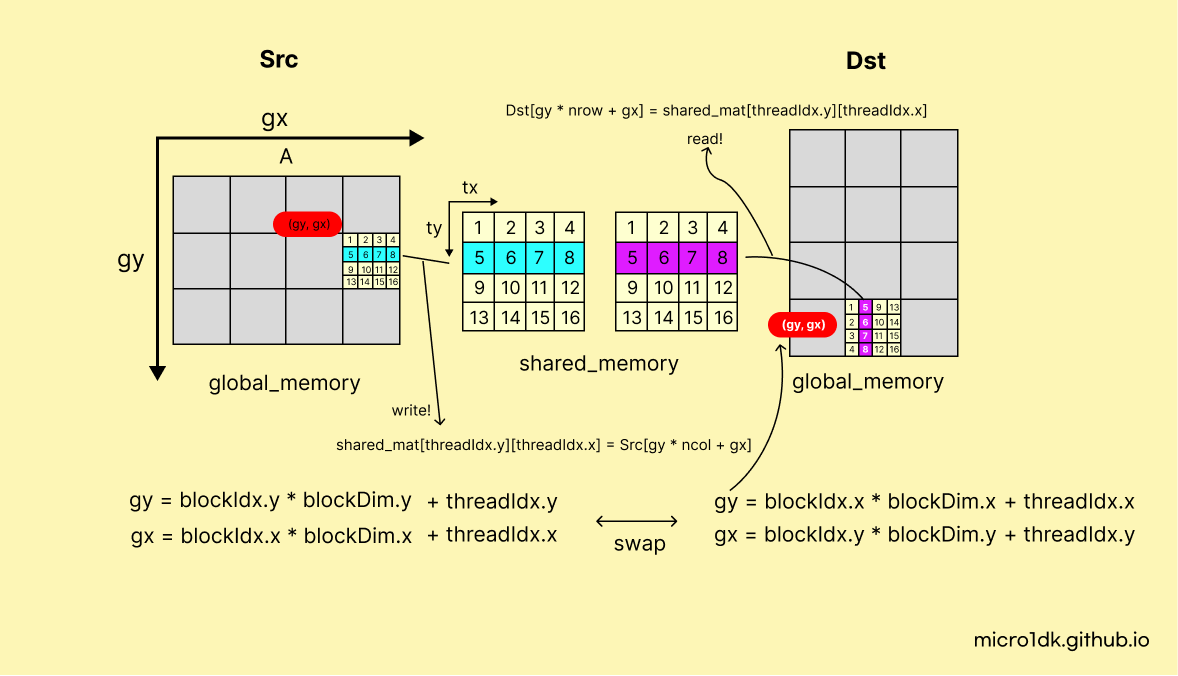 Src
Dst
Dst[gy * nrow + gx] = shared_mat[threadIdx.y][threadIdx.x]
gx
read!
A
tx
ty
gy
(gy, gx)
1 2 3 4
5 6 7 8
9 10 11 12
13 14 15 16
1 2 3 4
5 6 7 8
9 10 11 12
13 14 15 16
1 2 3 4
5 6 7 8
9 10 11 12
13 14 15 16
(gy, gx)
1 5 9 13
2 6 10 14
3 7 11 15
4 8 12 16
shared_memory
global_memory
global_memory
write!
shared_mat[threadIdx.y][threadIdx.x] = Src[gy * ncol + gx]
gy = blockIdx.y * blockDim.y + threadIdx.y
gx = blockIdx.x * blockDim.x + threadIdx.x
swap
gy = blockIdx.x * blockDim.x + threadIdx.x
gx = blockIdx.y * blockDim.y + threadIdx.y
micro1dk.github.io